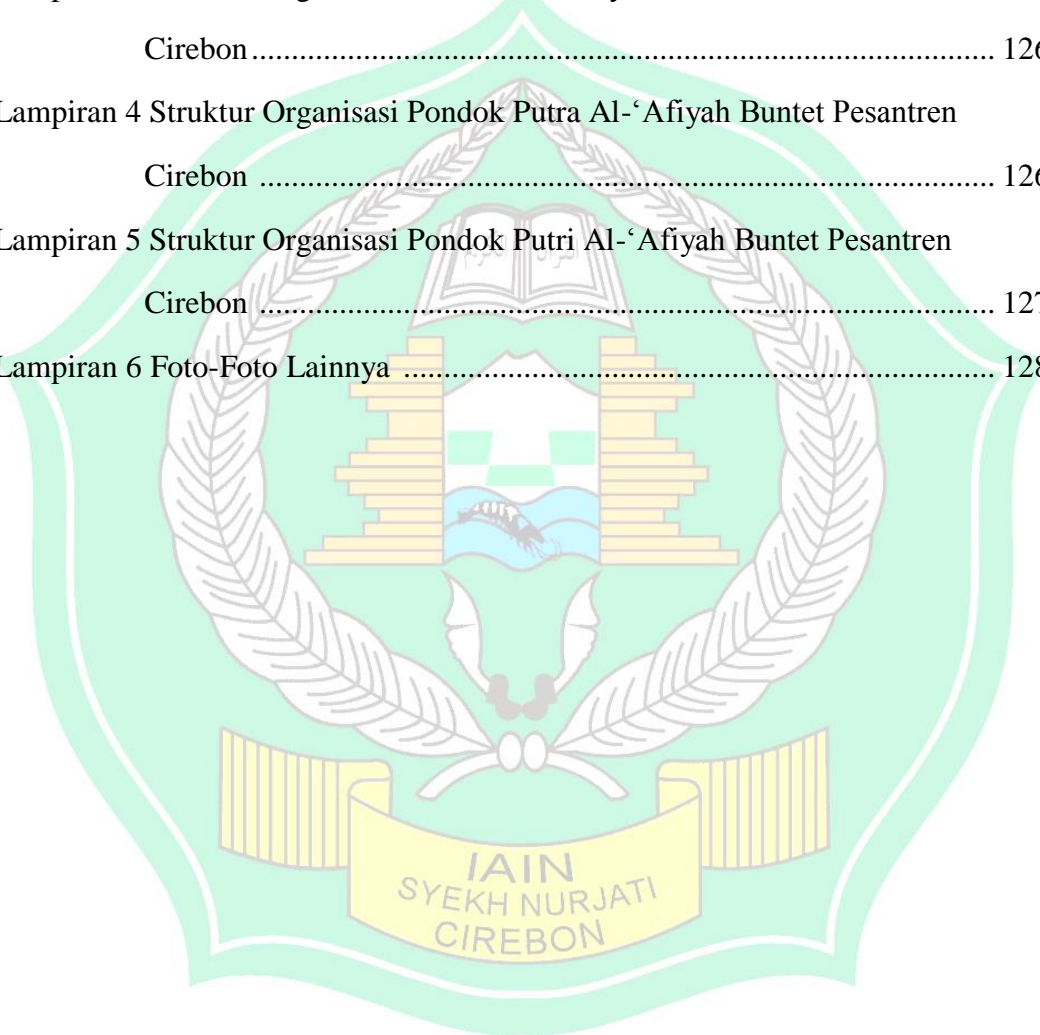 Cirebon ............................................................................................ 126
Lampiran 4 Struktur Organisasi Pondok Putra Al-‘Afiyah Buntet Pesantren
Cirebon ........................................................................................... 126
Lampiran 5 Struktur Organisasi Pondok Putri Al-‘Afiyah Buntet Pesantren
Cirebon ........................................................................................... 127
Lampiran 6 Foto-Foto Lainnya ......................................................................... 128
IAIN
SYEKH NURJATI
CIREBON